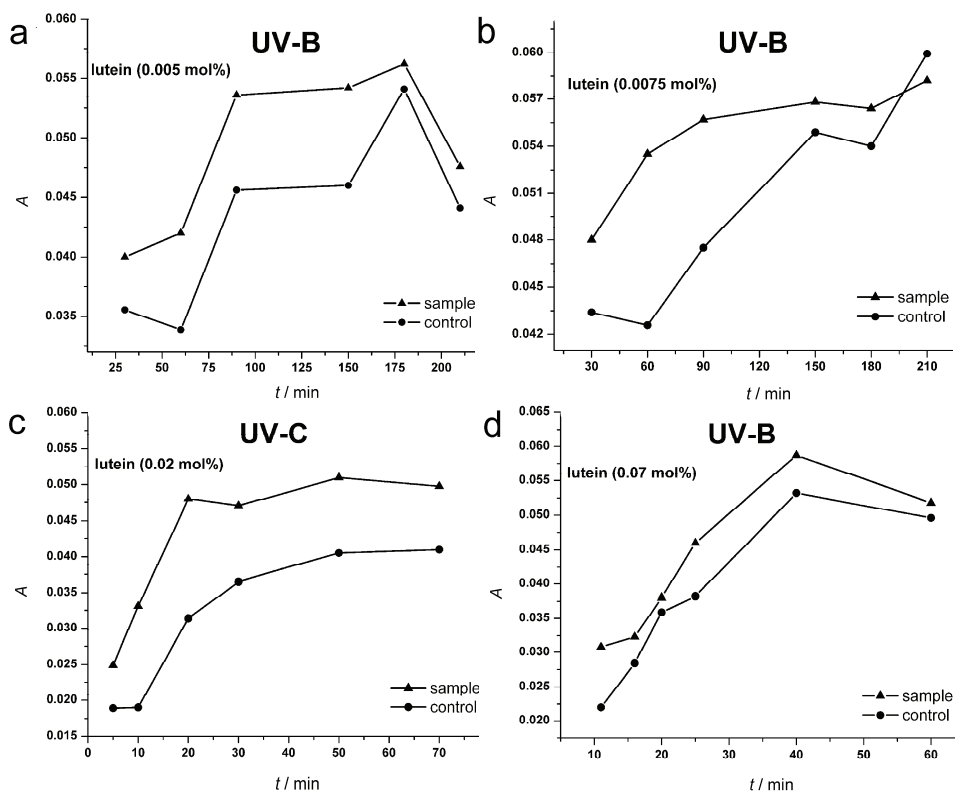 a
UV-B
lutein (0.005 mol%)
0.060
0.055
0.050
0.045
0.040
0.035
A
sample
control
25 50 75 100 125 150 175 200
t / min
b
UV-B
lutein (0.0075 mol%)
0.060
0.057
0.054
0.051
0.048
0.045
0.042
A
sample
control
30 60 90 120 150 180 210
t / min
c
UV-C
lutein (0.02 mol%)
0.060
0.055
0.050
0.045
0.040
0.035
0.030
0.025
0.020
0.015
A
sample
control
0 10 20 30 40 50 60 70
t / min
d
UV-B
lutein (0.07 mol%)
0.065
0.060
0.055
0.050
0.045
0.040
0.035
0.030
0.025
0.020
A
sample
control
10 20 30 40 50 60
t / min